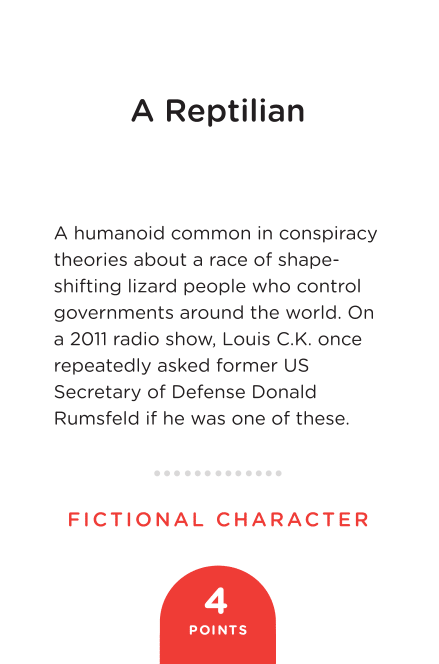 A Reptilian
A humanoid common in conspiracy
theories about a race of shape-
shifting lizard people who control
governments around the world. On
a 2011 radio show, Louis C.K. once
repeatedly asked former US
Secretary of Defense Donald
Rumsfeld if he was one of these.
FICTIONAL CHARACTER
4
POINTS